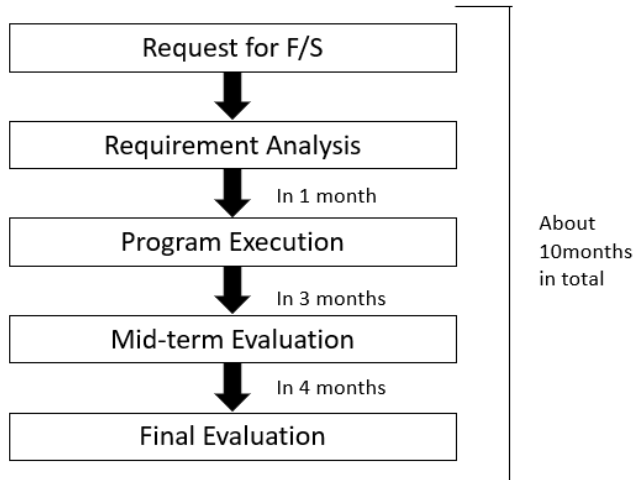 Request for F/S
Requirement Analysis
In 1 month
Program Execution
In 3 months
Mid-term Evaluation
In 4 months
Final Evaluation
About
10months
in total